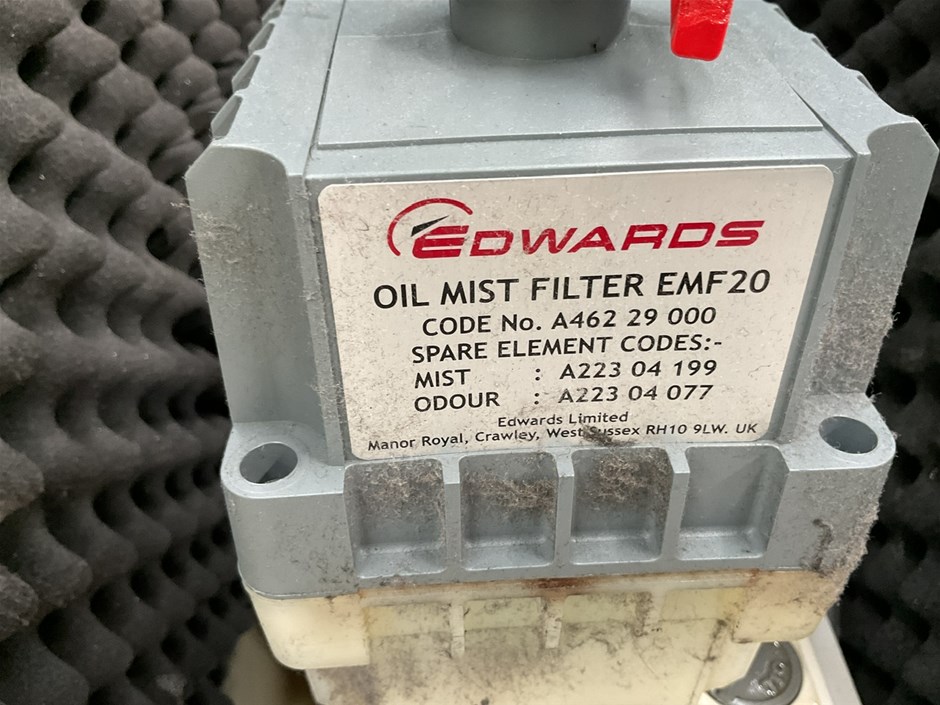 EDWARDS
OIL MIST FILTER EMF20
CODE No. A462 29 000
SPARE ELEMENT CODES:-
MIST : A223 04 199
ODOUR : A223 04 077
Edwards Limited
Manor Royal, Crawley, West Sussex RH10 9LW. UK